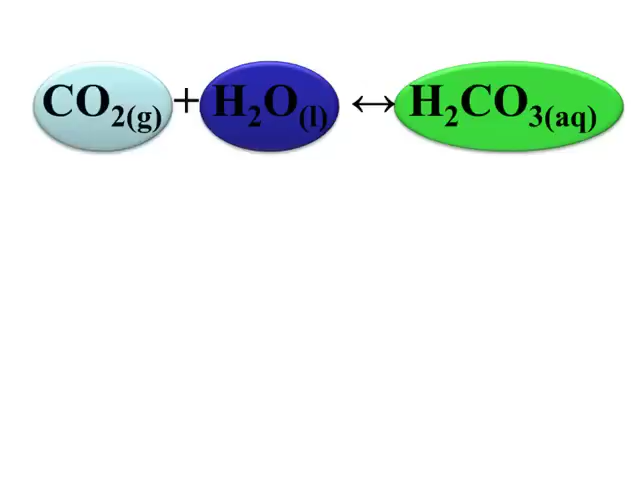 CO₂(g) + H₂O(l) ↔ H₂CO₃(aq)